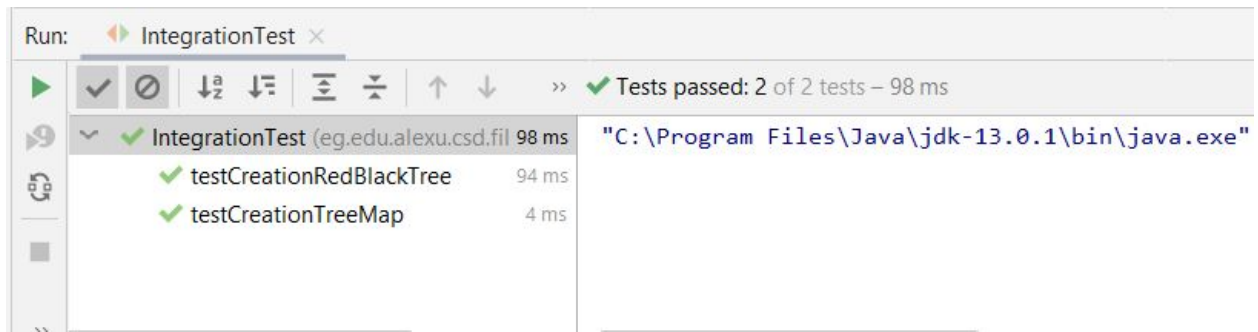 Run: IntegrationTest
Tests passed: 2 of 2 tests – 98 ms
IntegrationTest (eg.edu.alexu.csd.fil 98 ms
"C:\Program Files\Java\jdk-13.0.1\bin\java.exe"
testCreationRedBlackTree 94 ms
testCreationTreeMap 4 ms